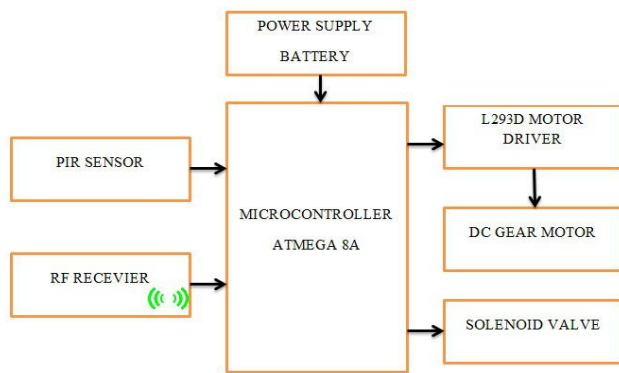 POWER SUPPLY
BATTERY
PIR SENSOR
RF RECEVIER
MICROCONTROLLER
ATMEGA 8A
L293D MOTOR
DRIVER
DC GEAR MOTOR
SOLENOID VALVE